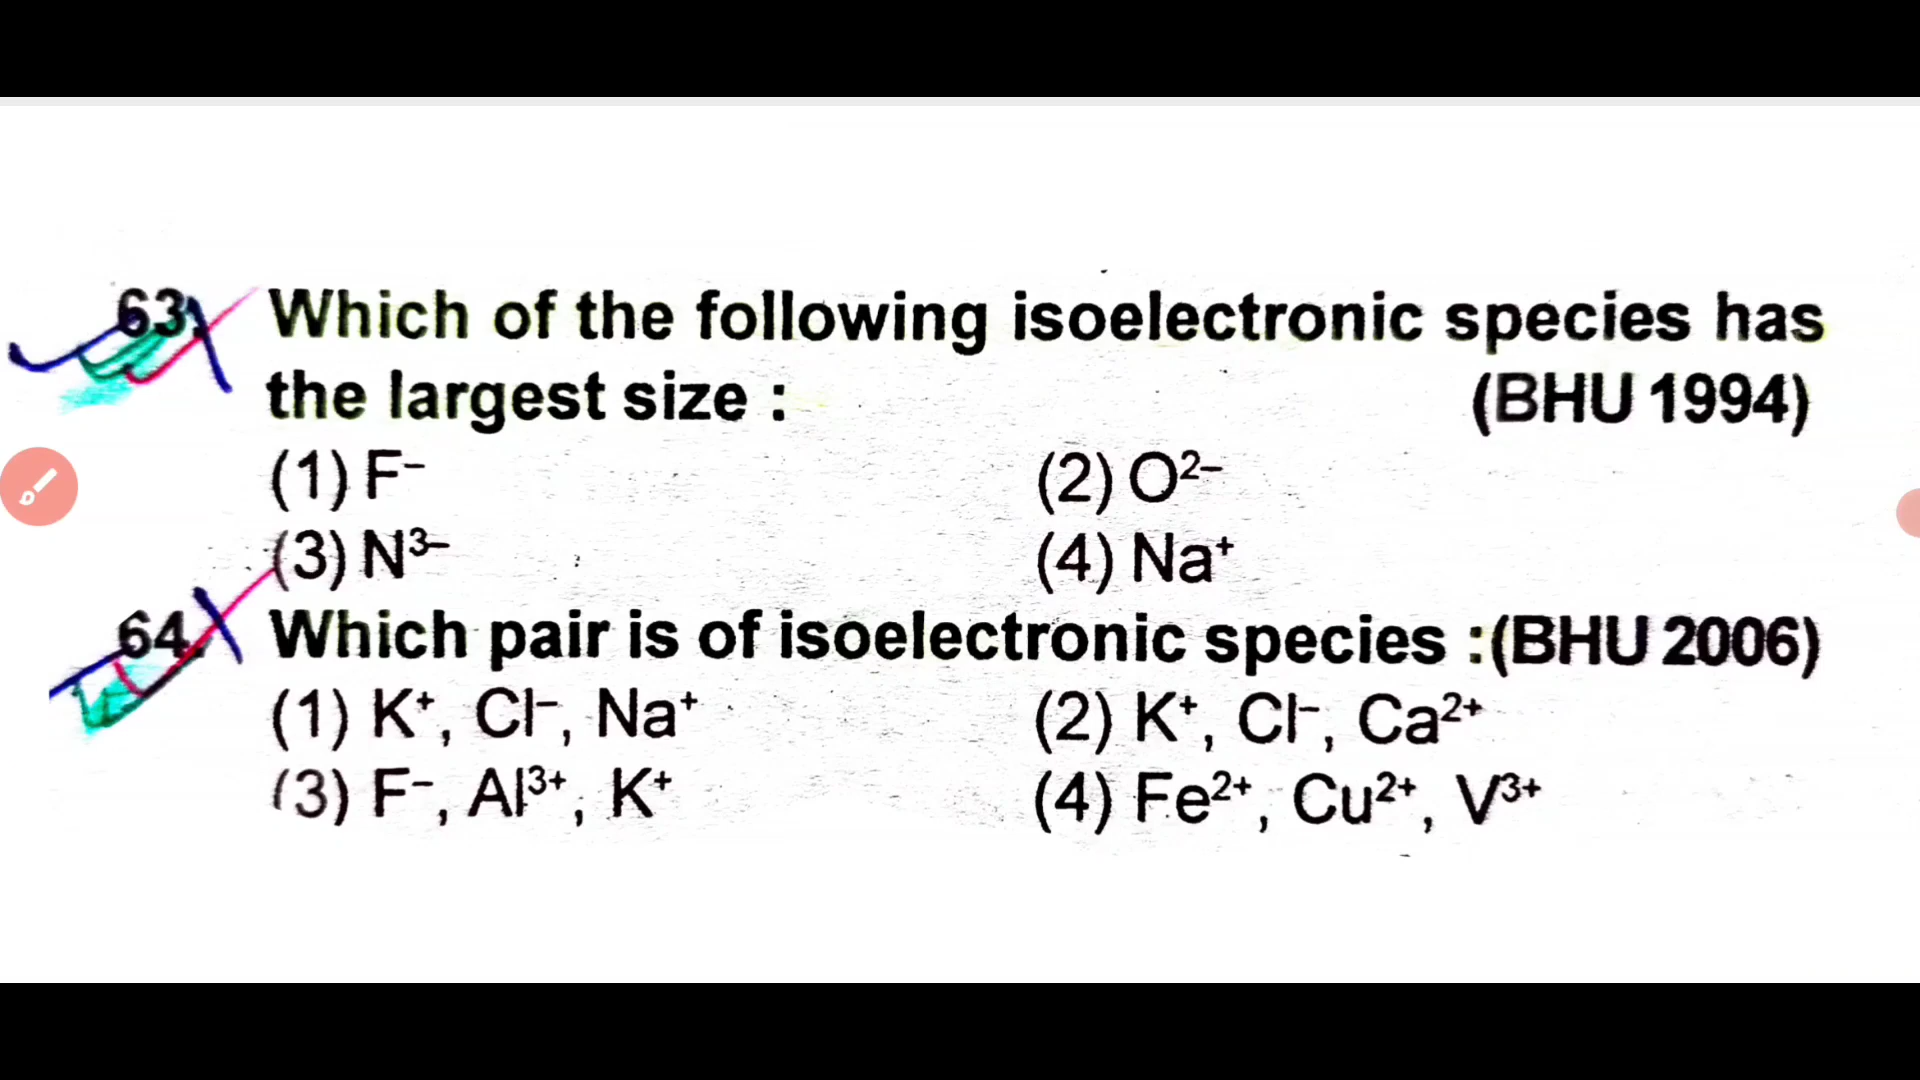 63. Which of the following isoelectronic species has
the largest size : (BHU 1994)
(1) F⁻ (2) O²⁻
(3) N³⁻ (4) Na⁺
64. Which pair is of isoelectronic species :(BHU 2006)
(1) K⁺, Cl⁻, Na⁺ (2) K⁺, Cl⁻, Ca²⁺
(3) F⁻, Al³⁺, K⁺ (4) Fe²⁺, Cu²⁺, V³⁺